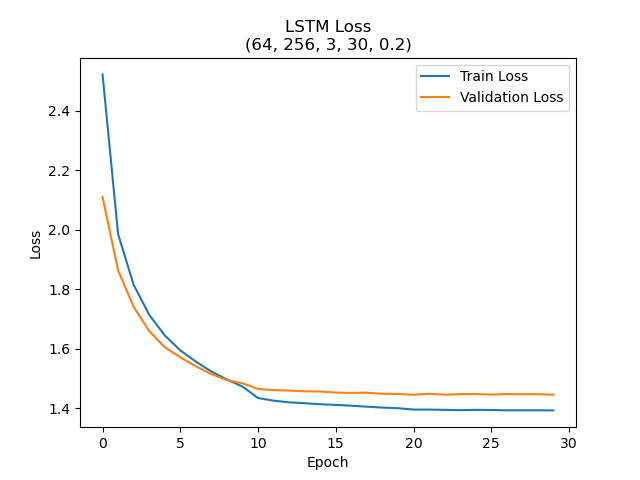 LSTM Loss
(64, 256, 3, 30, 0.2)
Train Loss
Validation Loss
2.4
2.2
2.0
1.8
1.6
1.4
Loss
0 5 10 15 20 25 30
Epoch